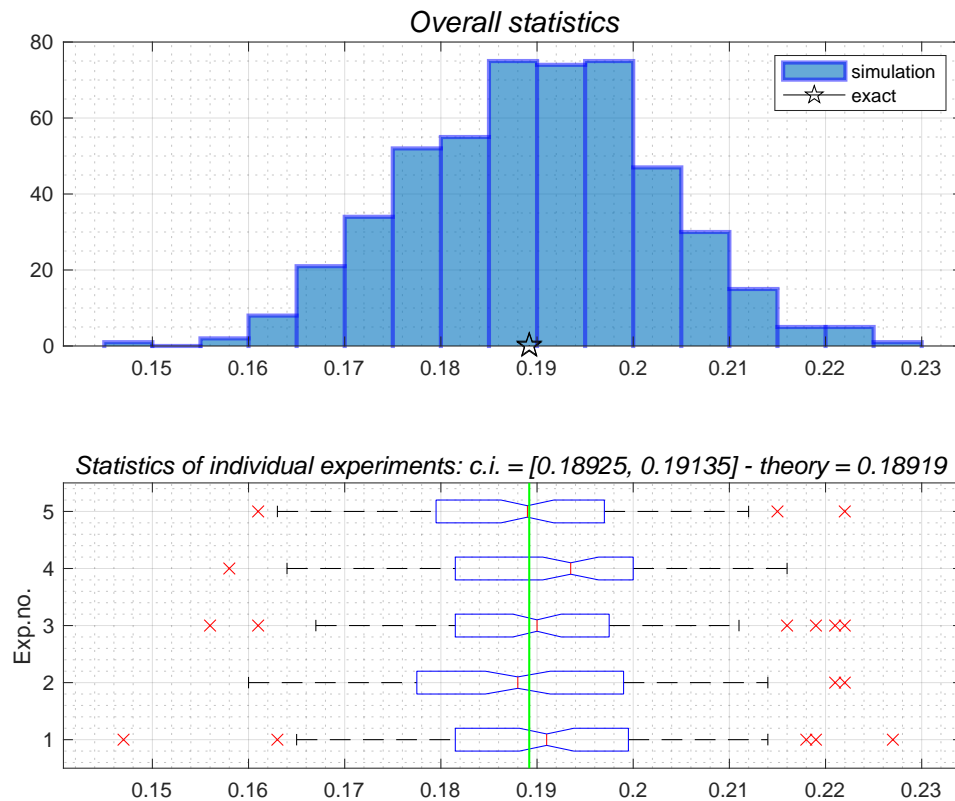 Overall statistics
80
60
40
20
0
simulation
exact
0.15 0.16 0.17 0.18 0.19 0.2 0.21 0.22 0.23
Statistics of individual experiments: c.i. = [0.18925, 0.19135] - theory = 0.18919
Exp.no.
5
4
3
2
1
0.15 0.16 0.17 0.18 0.19 0.2 0.21 0.22 0.23